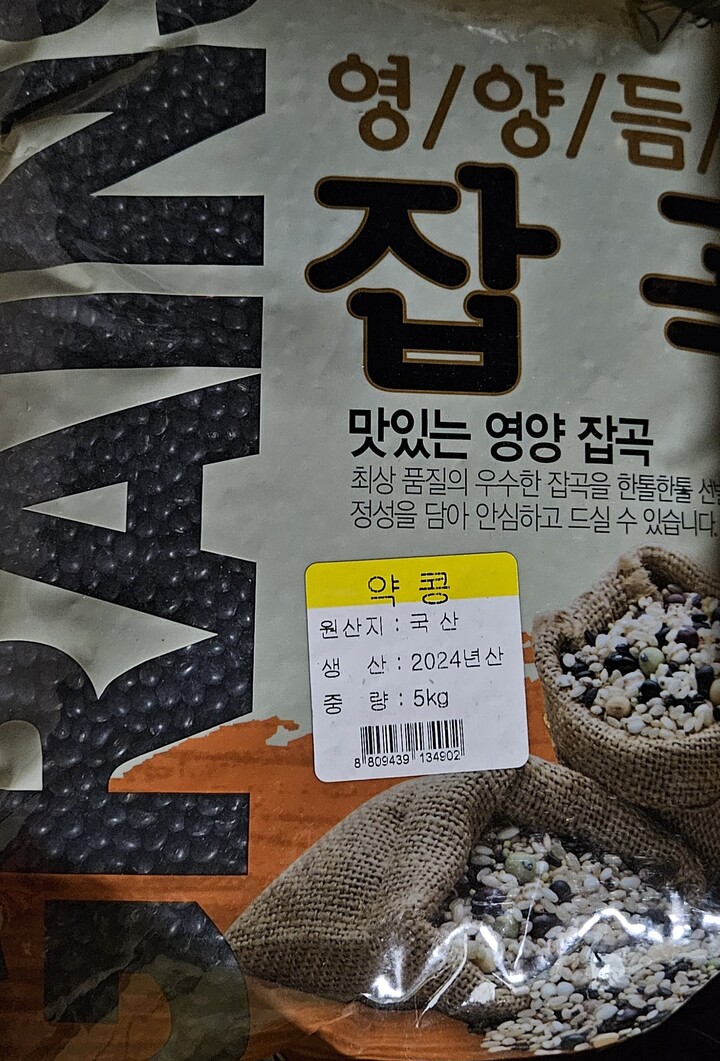 GRAINS
영/양/듬/
잡곡
맛있는 영양 잡곡
최상 품질의 우수한 잡곡을 한톨한톨
정성을 담아 안심하고 드실 수 있습니다.
약 콩
원산지 : 국 산
생 산 : 2024년산
중 량 : 5kg
8 809439 134902